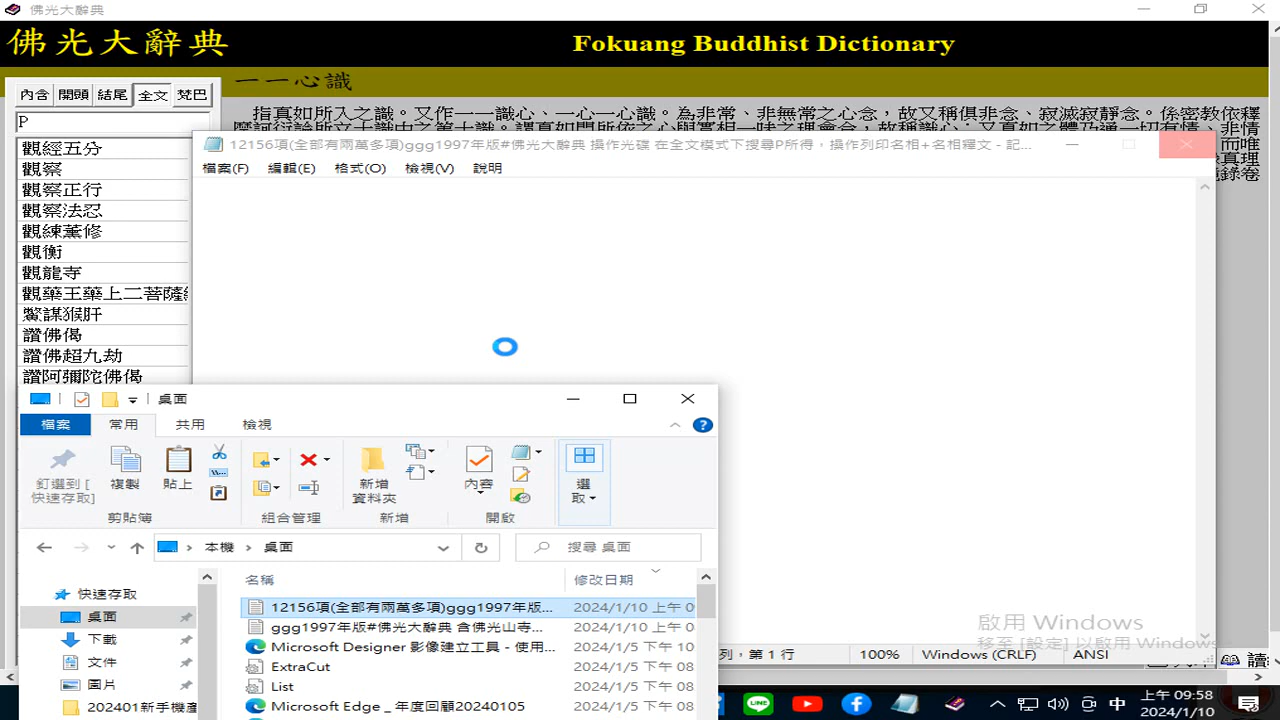 佛光大辭典
佛光大辭典
Fokuang Buddhist Dictionary
內含 開頭 結尾 全文 梵巴
一一心識
P
指真如所入之識。又作一一識心、一心一心識。為非常、非無常之心念，故又稱俱非念、寂滅寂靜念。係密教依釋
觀經五分
觀察
觀察正行
觀察法忍
觀練薰修
觀衡
觀龍寺
觀藥王藥上二菩薩
鱉謀猴肝
讚佛偈
讚佛超九劫
讚阿彌陀佛偈
12156項(全部有兩萬多項)ggg1997年版#佛光大辭典 操作光碟 在全文模式下搜尋P所得，操作列印名相+名相釋文 - 記...
檔案(F) 編輯(E) 格式(O) 檢視(V) 說明
非情
而唯
真理
錄卷
桌面
檔案 常用 共用 檢視
釘選到 [
快速存取]
複製
貼上
剪貼簿
組合管理
新增
資料夾
新增
內容
開啟
選
取
本機 桌面
搜尋 桌面
名稱 修改日期
快速存取
桌面
下載
文件
圖片
202401新手機產
12156項(全部有兩萬多項)ggg1997年版... 2024/1/10 上午 0
ggg1997年版#佛光大辭典 含佛光山寺... 2024/1/10 上午 0
Microsoft Designer 影像建立工具 - 使用... 2024/1/5 下午 10
ExtraCut 2024/1/5 下午 08
List 2024/1/5 下午 08
Microsoft Edge _ 年度回顧20240105 2024/1/5 下午 08
啟用 Windows
移至 [設定] 以啟用 Windows
列，第 1 行 100% Windows (CRLF) ANSI
讀
LINE
中
上午 09:58
2024/1/10